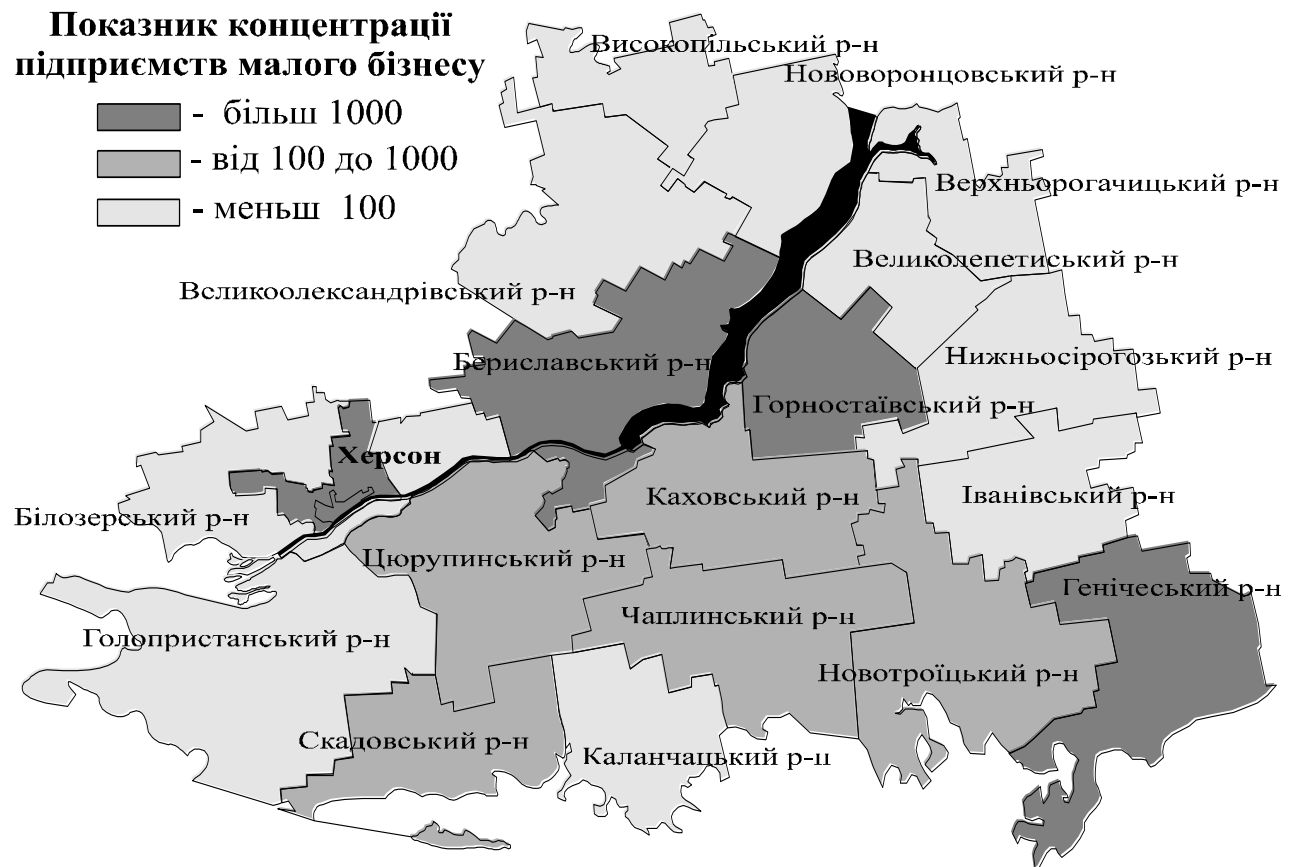 Показник концентрації
підприємств малого бізнесу
- більш 1000
- від 100 до 1000
- меньш 100
Високопільський р-н
Нововоронцовський р-н
Верхньорогачицький р-н
Великолепетиський р-н
Вєликоолександрівський р-н
Бериславський р-н
Нижньосірогозький р-н
Горностаївський р-н
Херсон
Каховський р-н
Іванівський р-н
Білозерський р-н
Цюрупинський р-н
Генічеський р-н
Чаплинський р-н
Голопристанський р-н
Новотроїцький р-н
Скадовський р-н
Каланчацький р-ц